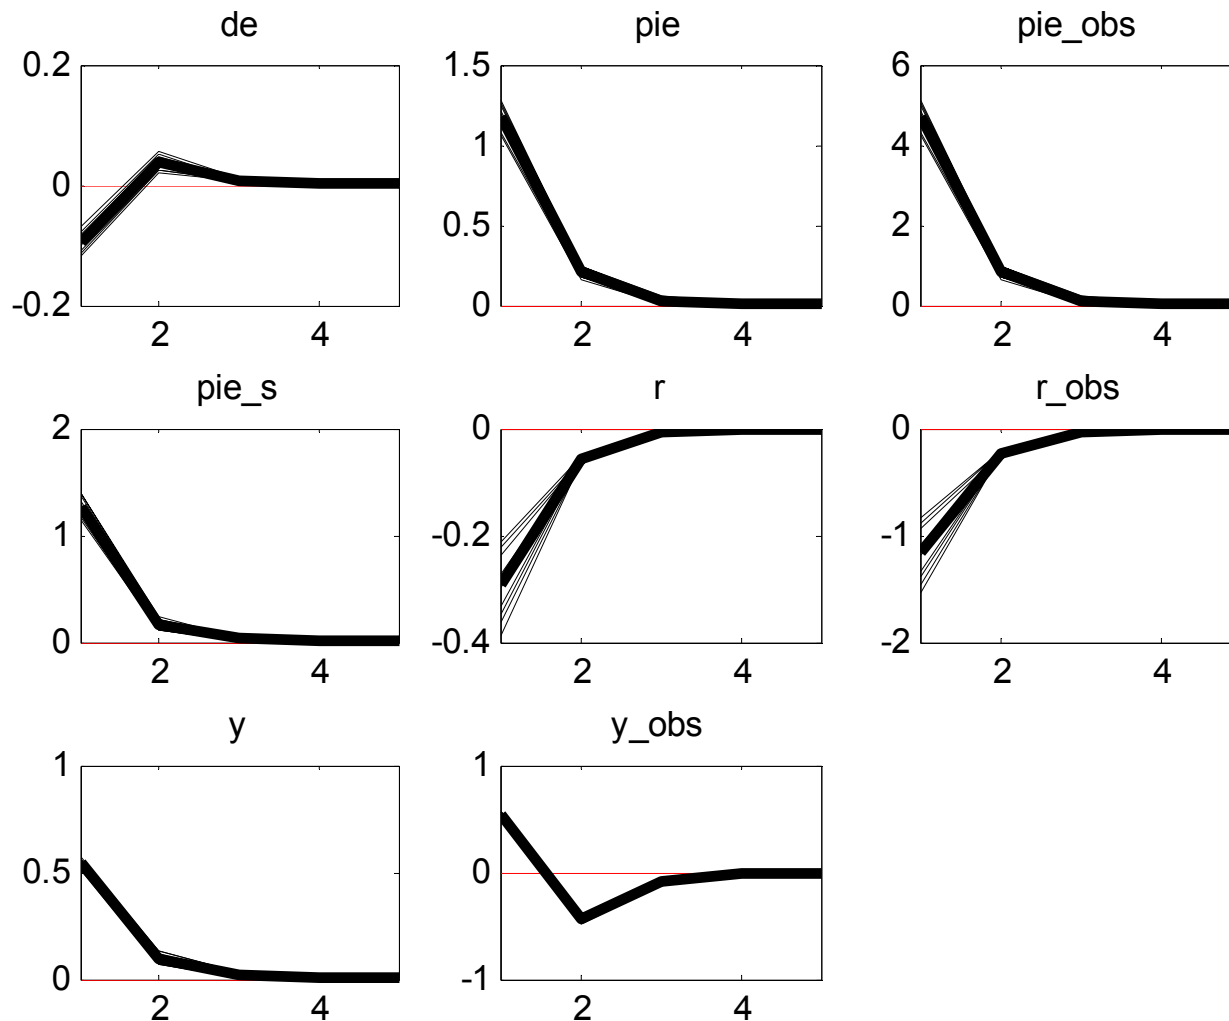 de pie pie_obs
0.2 1.5 6
1 4
0
0.5 2
-0.2 0 0
2 4 2 4 2 4
pie_s r r_obs
2 0 0
1 -0.2 -1
0 -0.4 -2
2 4 2 4 2 4
y y_obs
1 1
0.5 0
0 -1
2 4 2 4